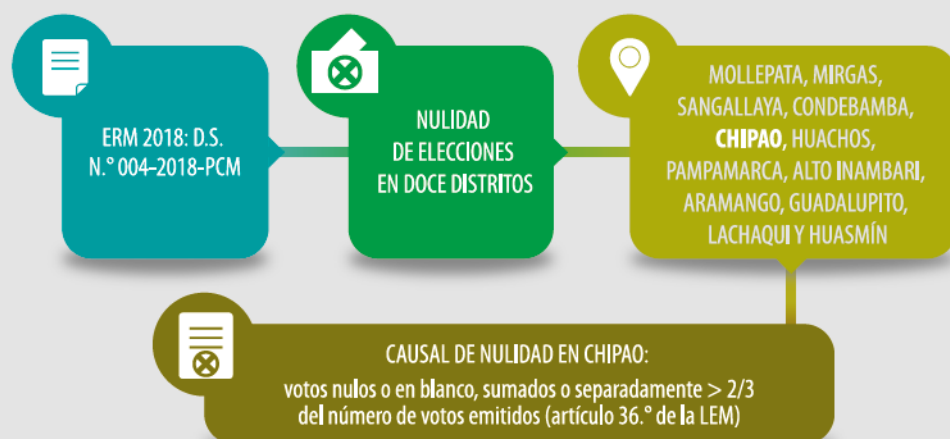 ERM 2018: D.S.
N.° 004-2018-PCM
NULIDAD
DE ELECCIONES
EN DOCE DISTRITOS
MOLLEPATA, MIRGAS,
SANGALLAYA, CONDEBAMBA,
CHIPAO, HUACHOS,
PAMPAMARCA, ALTO INAMBARI,
ARAMANGO, GUADALUPITO,
LACHAQUI Y HUASMÍN
CAUSAL DE NULIDAD EN CHIPAO:
votos nulos o en blanco, sumados o separadamente > 2/3
del número de votos emitidos (artículo 36.° de la LEM)